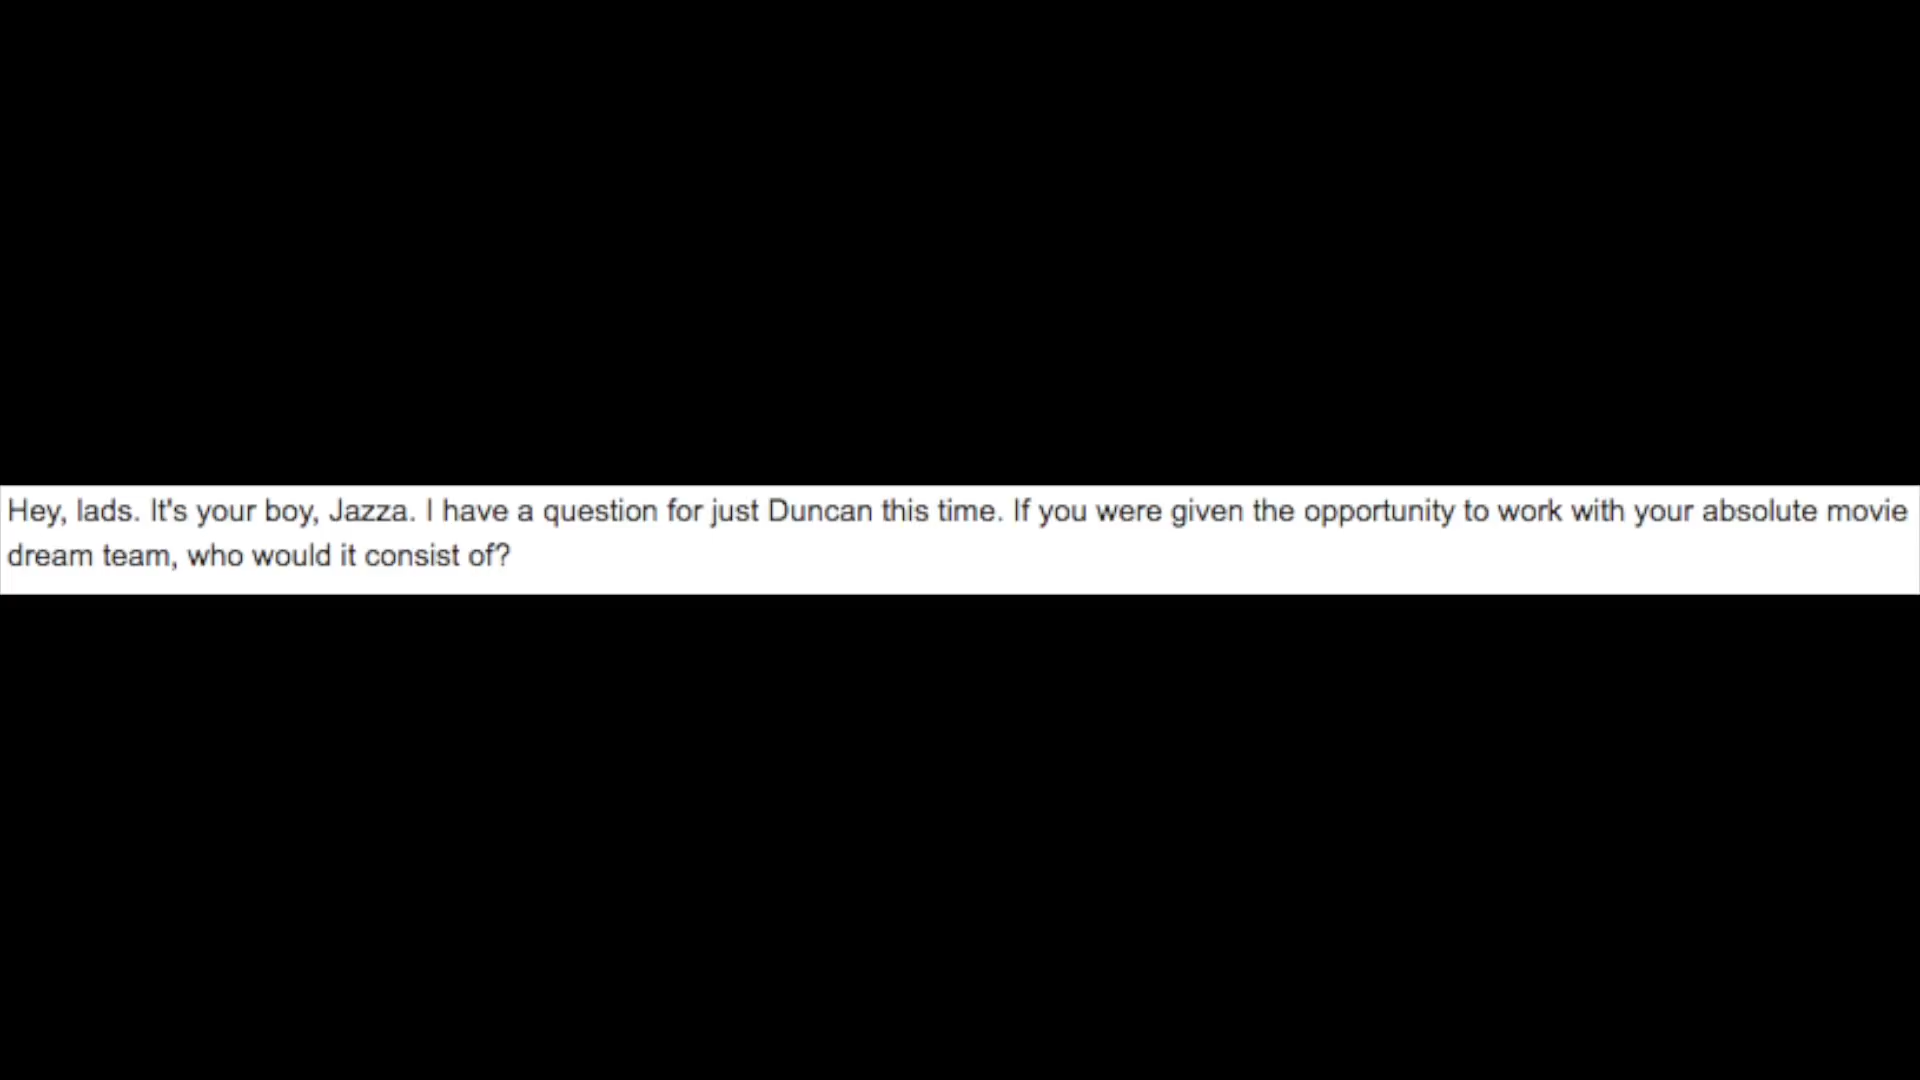 Hey, lads. It's your boy, Jazza. I have a question for just Duncan this time. If you were given the opportunity to work with your absolute movie
dream team, who would it consist of?